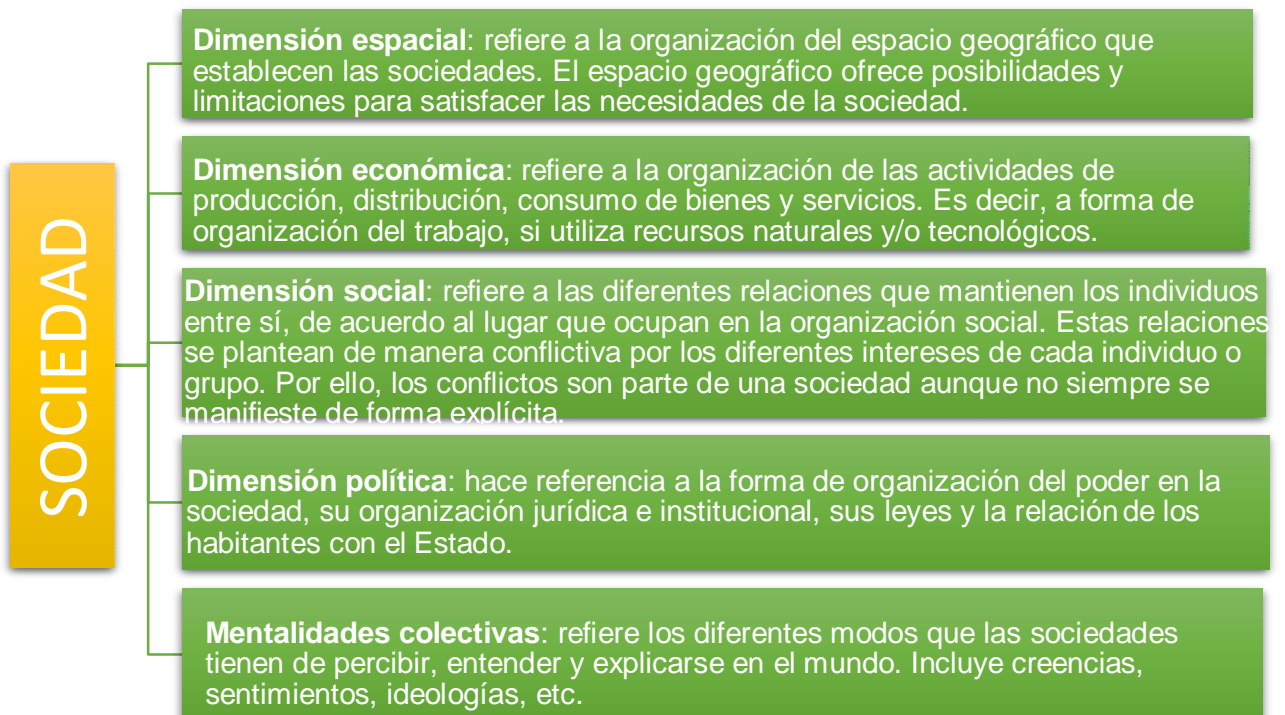 SOCIEDAD
Dimensión espacial: refiere a la organización del espacio geográfico que
establecen las sociedades. El espacio geográfico ofrece posibilidades y
limitaciones para satisfacer las necesidades de la sociedad.
Dimensión económica: refiere a la organización de las actividades de
producción, distribución, consumo de bienes y servicios. Es decir, a forma de
organización del trabajo, si utiliza recursos naturales y/o tecnológicos.
Dimensión social: refiere a las diferentes relaciones que mantienen los individuos
entre sí, de acuerdo al lugar que ocupan en la organización social. Estas relaciones
se plantean de manera conflictiva por los diferentes intereses de cada individuo o
grupo. Por ello, los conflictos son parte de una sociedad aunque no siempre se
manifieste de forma explícita.
Dimensión política: hace referencia a la forma de organización del poder en la
sociedad, su organización jurídica e institucional, sus leyes y la relación de los
habitantes con el Estado.
Mentalidades colectivas: refiere los diferentes modos que las sociedades
tienen de percibir, entender y explicarse en el mundo. Incluye creencias,
sentimientos, ideologías, etc.